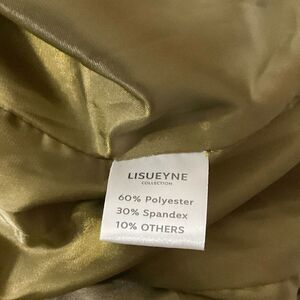 LISUEYNE
COLLECTION
60% Polyester
30% Spandex
10% OTHERS